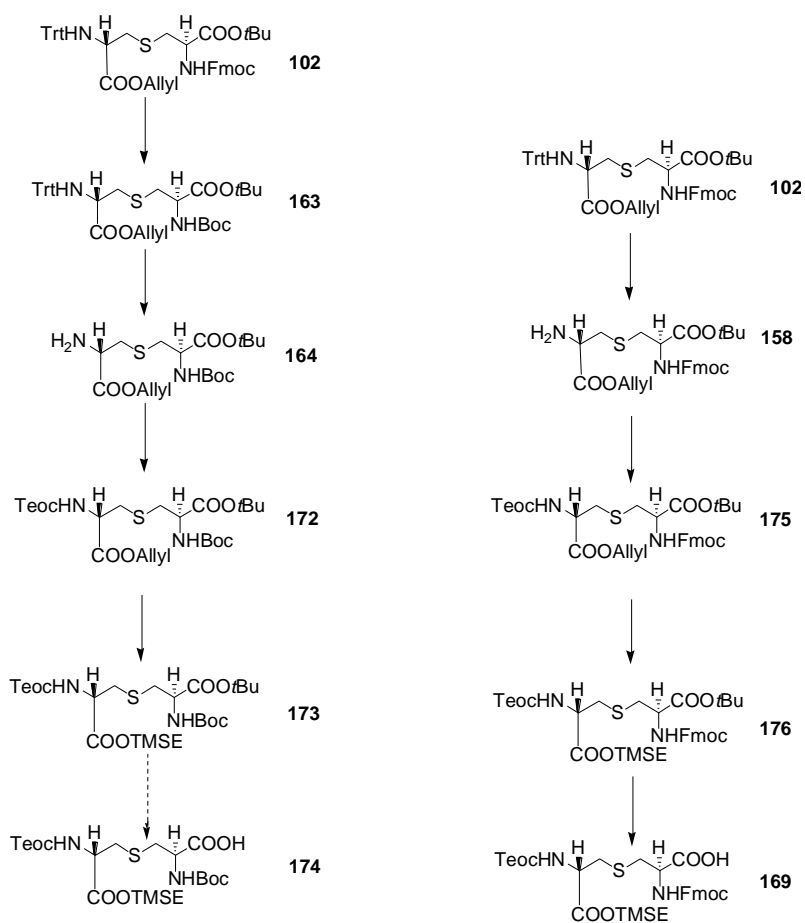 TrtHN H S H COOtBu
COOAllyl NHFmoc 102
TrtHN H S H COOtBu
COOAllyl NHBoc 163
H2N H S H COOtBu
COOAllyl NHBoc 164
TeocHN H S H COOtBu
COOAllyl NHBoc 172
TeocHN H S H COOtBu
COOTMSE NHBoc 173
TeocHN H S H COOH
COOTMSE NHBoc 174
TrtHN H S H COOtBu
COOAllyl NHFmoc 102
H2N H S H COOtBu
COOAllyl NHFmoc 158
TeocHN H S H COOtBu
COOAllyl NHFmoc 175
TeocHN H S H COOtBu
COOTMSE NHFmoc 176
TeocHN H S H COOH
COOTMSE NHFmoc 169